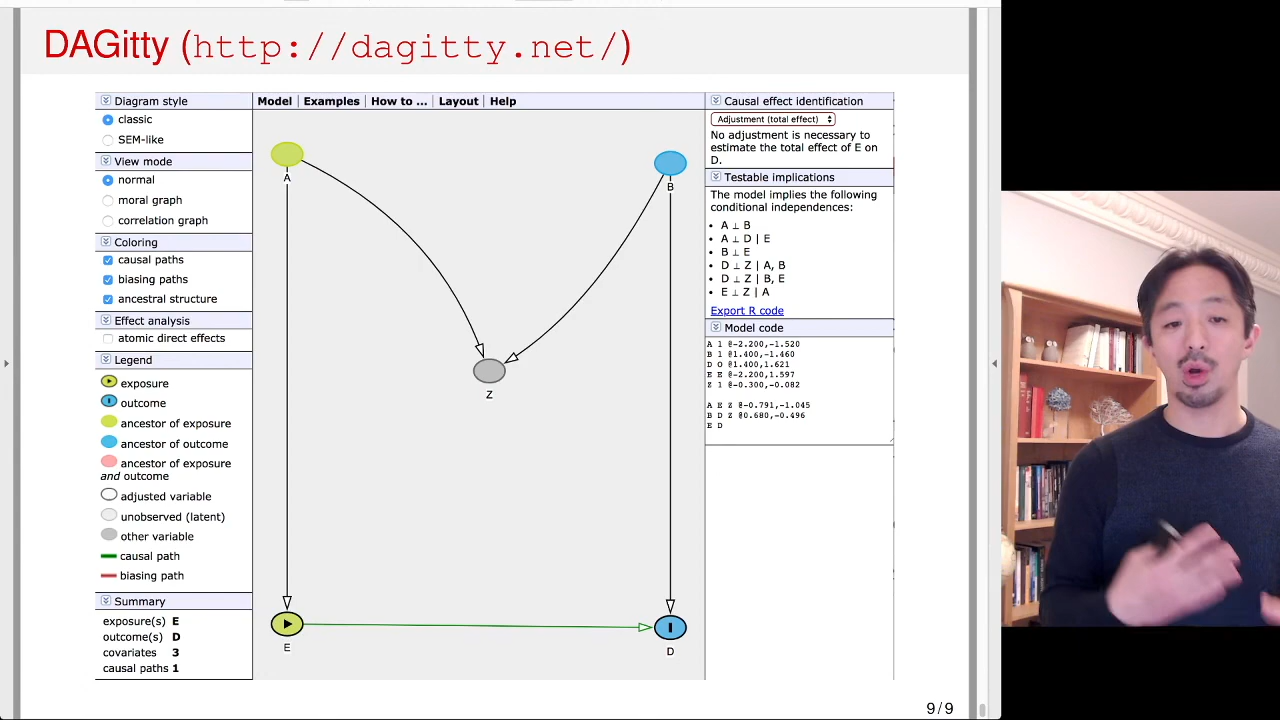 DAGitty (http://dagitty.net/)
Diagram style
classic
SEM-like
View mode
normal
moral graph
correlation graph
Coloring
causal paths
biasing paths
ancestral structure
Effect analysis
atomic direct effects
Legend
exposure
outcome
ancestor of exposure
ancestor of outcome
ancestor of exposure
and outcome
adjusted variable
unobserved (latent)
other variable
causal path
biasing path
Summary
exposure(s) E
outcome(s) D
covariates 3
causal paths 1
Model | Examples | How to ... | Layout | Help
A
B
Z
E
D
Causal effect identification
Adjustment (total effect)
No adjustment is necessary to
estimate the total effect of E on
D.
Testable implications
The model implies the following
conditional independences:
• A ⊥ B
• A ⊥ D | E
• B ⊥ E
• D ⊥ Z | A, B
• D ⊥ Z | B, E
• E ⊥ Z | A
Export R code
Model code
A 1 @-2.200,-1.520
B 1 @1.400,-1.460
D O @1.400,1.621
E E @-2.200,1.597
Z 1 @-0.300,-0.082
A E Z @-0.791,-1.045
B D Z @0.680,-0.496
E D
9/9